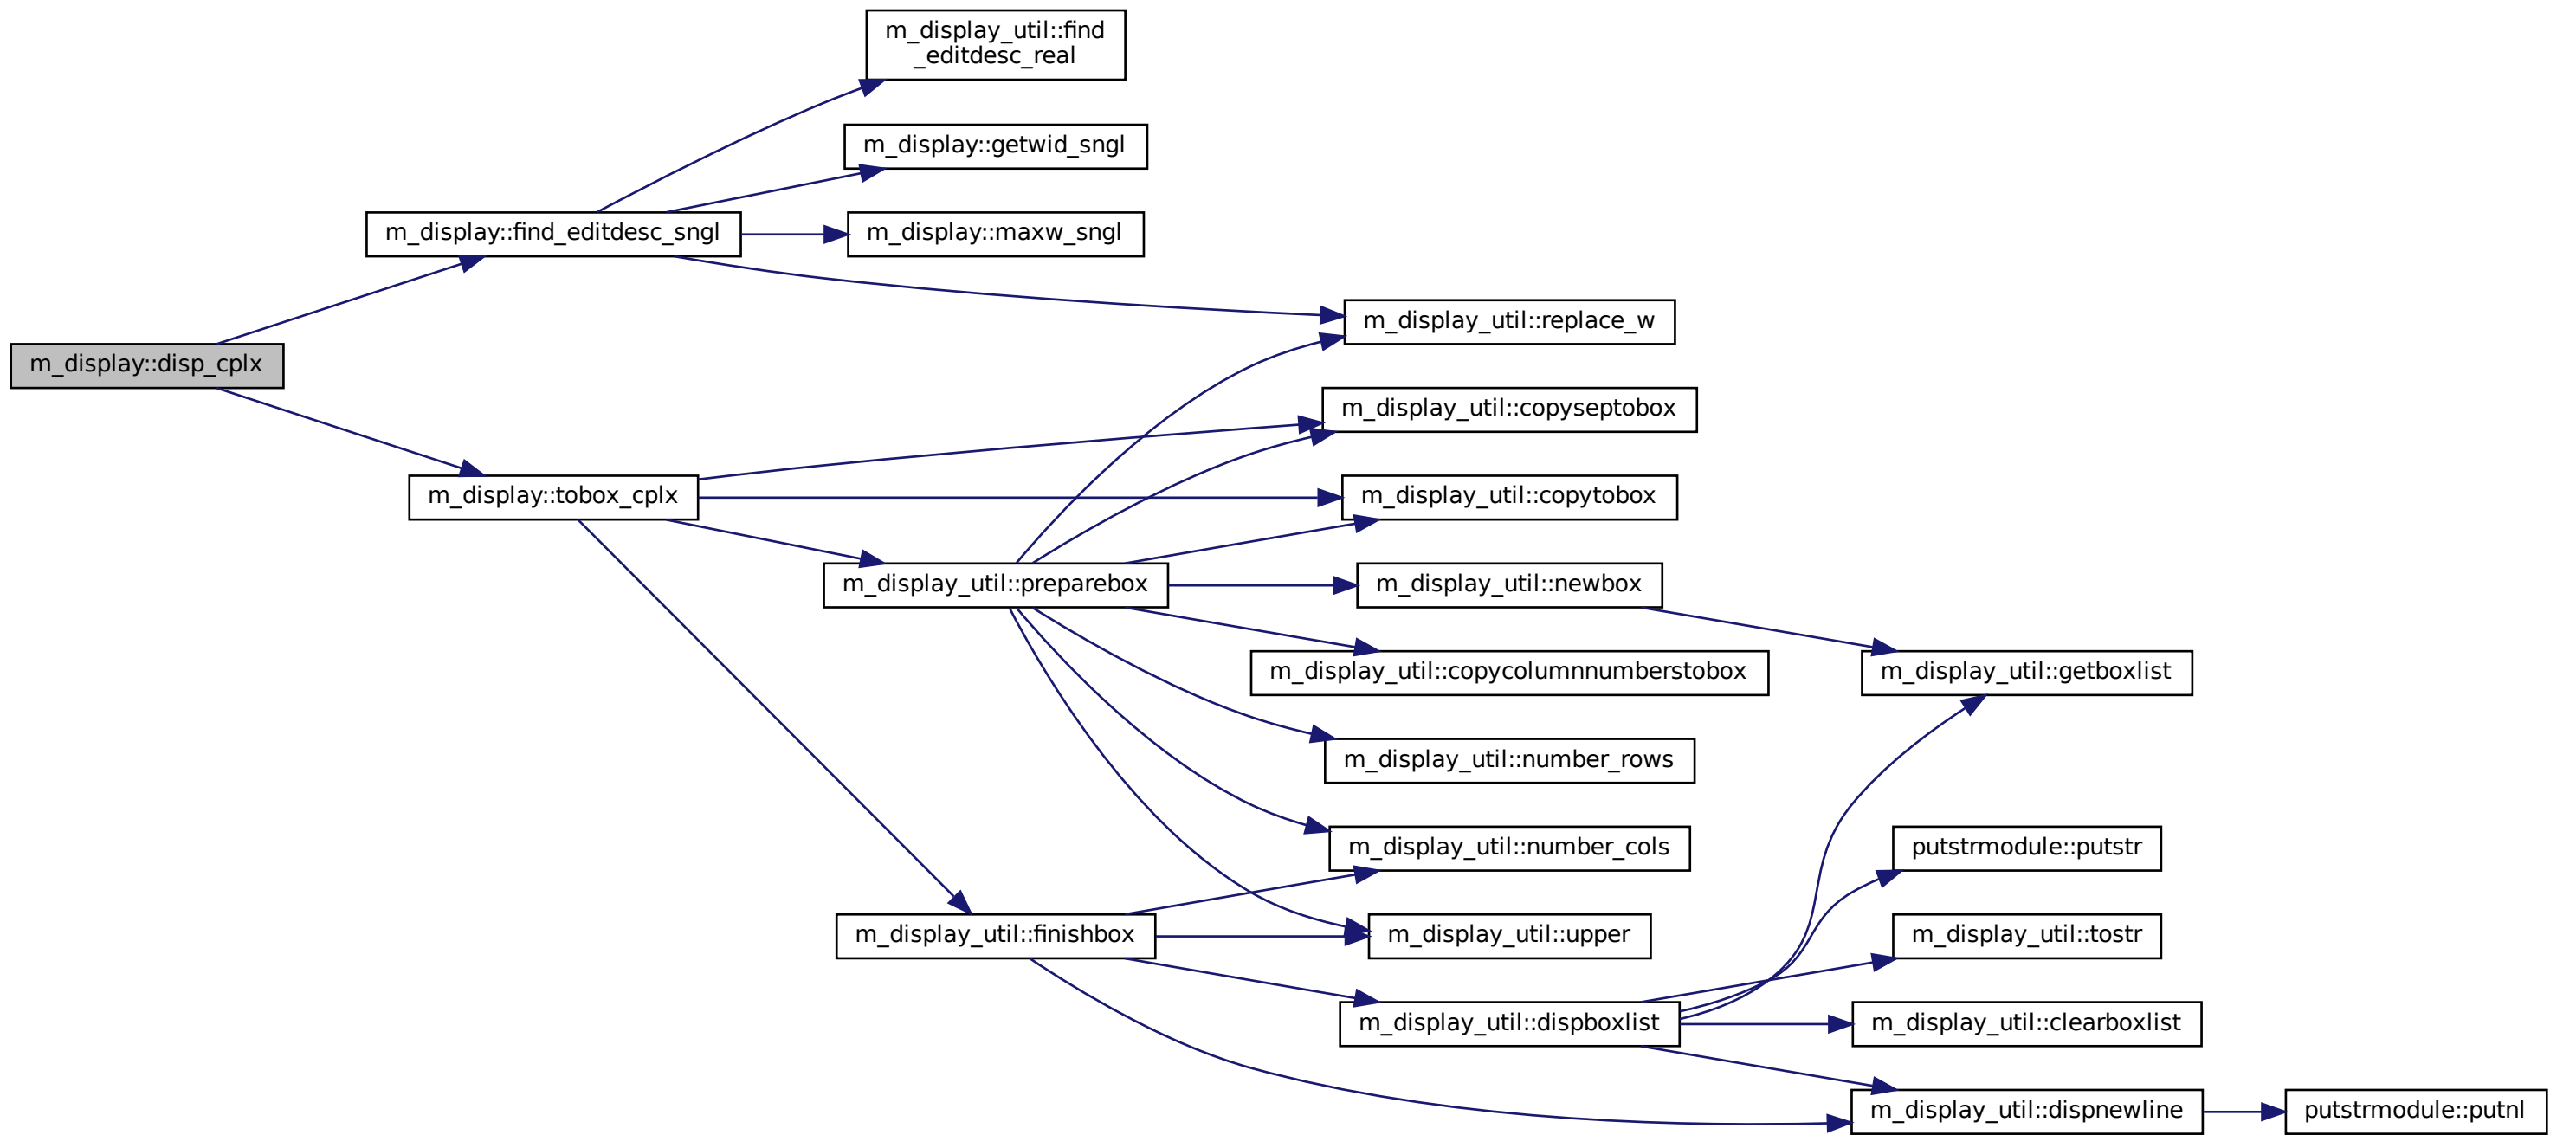 m_display_util::find
_editdesc_real
m_display::getwid_sngl
m_display::find_editdesc_sngl
m_display::maxw_sngl
m_display_util::replace_w
m_display::disp_cplx
m_display_util::copyseptobox
m_display::tobox_cplx
m_display_util::copytobox
m_display_util::preparebox
m_display_util::newbox
m_display_util::copycolumnnumberstobox
m_display_util::getboxlist
m_display_util::number_rows
m_display_util::number_cols
putstrmodule::putstr
m_display_util::finishbox
m_display_util::upper
m_display_util::tostr
m_display_util::dispboxlist
m_display_util::clearboxlist
m_display_util::dispnewline
putstrmodule::putnl